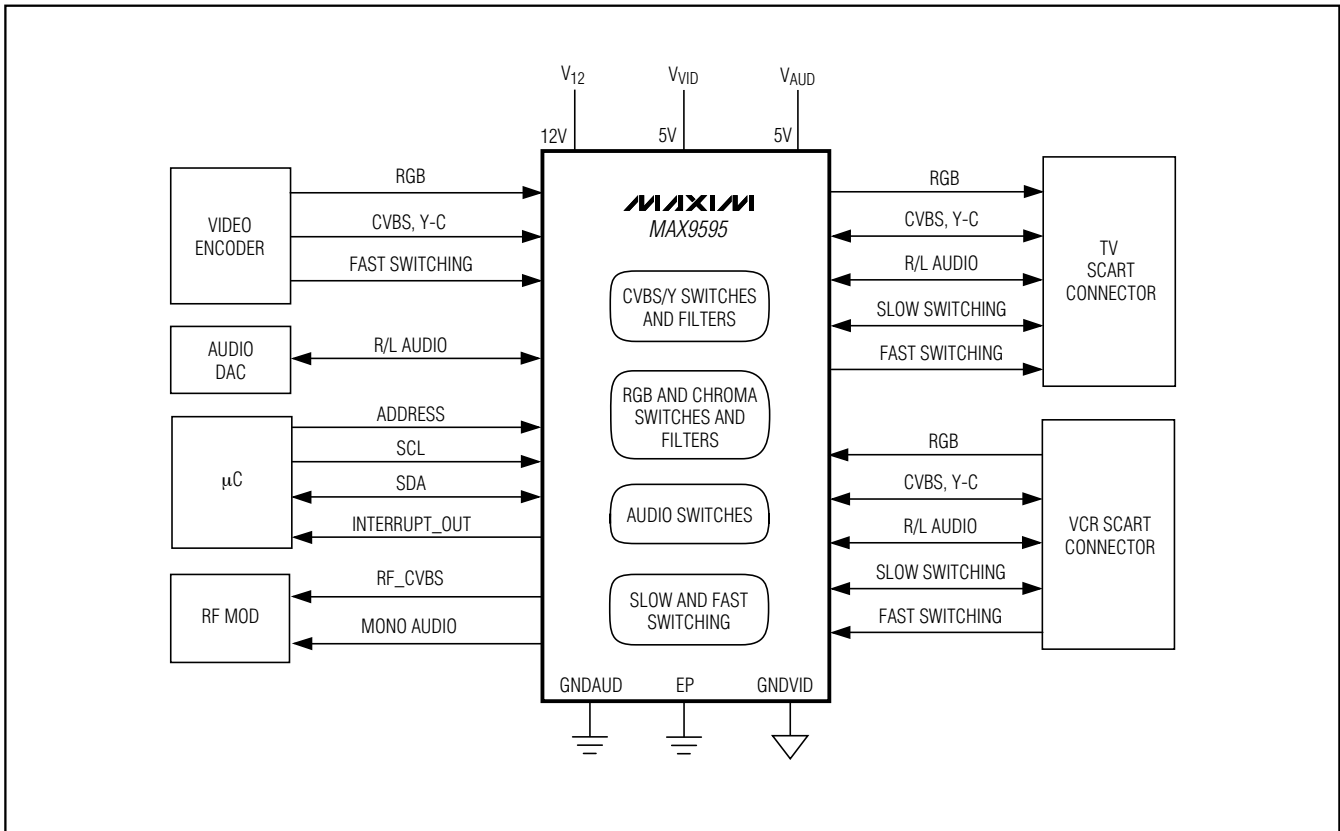 V12
VVID
VAUD
12V
5V
5V
VIDEO
ENCODER
RGB
CVBS, Y-C
FAST SWITCHING
AUDIO
DAC
R/L AUDIO
μC
ADDRESS
SCL
SDA
INTERRUPT_OUT
RF MOD
RF_CVBS
MONO AUDIO
MAXIM
MAX9595
CVBS/Y SWITCHES
AND FILTERS
RGB AND CHROMA
SWITCHES AND
FILTERS
AUDIO SWITCHES
SLOW AND FAST
SWITCHING
GNDAUD
EP
GNDVID
RGB
CVBS, Y-C
R/L AUDIO
SLOW SWITCHING
FAST SWITCHING
TV
SCART
CONNECTOR
RGB
CVBS, Y-C
R/L AUDIO
SLOW SWITCHING
FAST SWITCHING
VCR SCART
CONNECTOR